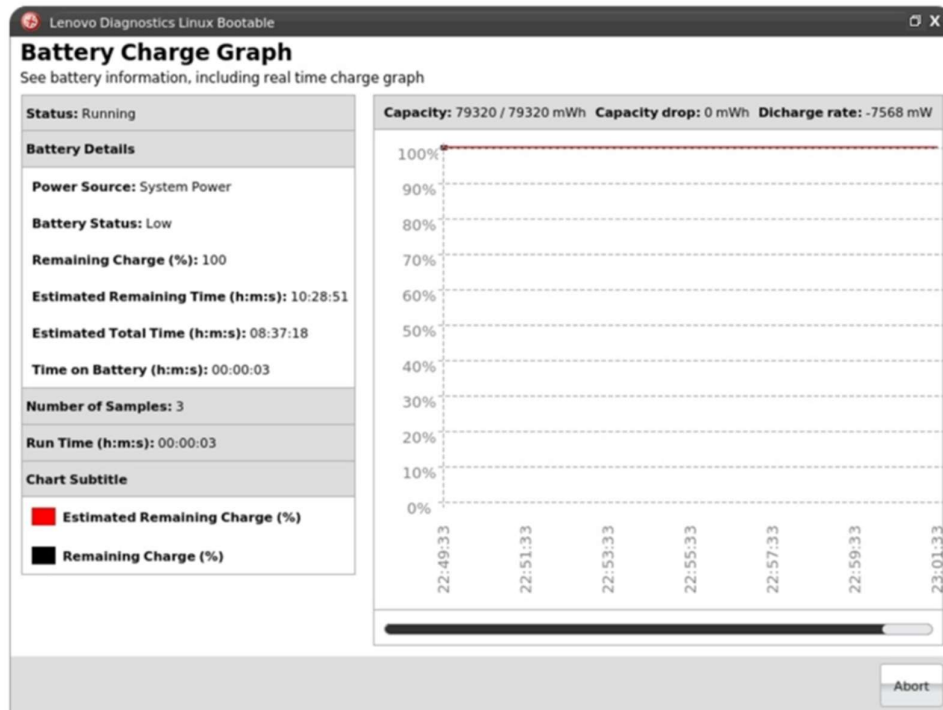 Lenovo Diagnostics Linux Bootable
Battery Charge Graph
See battery information, including real time charge graph
Status: Running
Battery Details
Power Source: System Power
Battery Status: Low
Remaining Charge (%): 100
Estimated Remaining Time (h:m:s): 10:28:51
Estimated Total Time (h:m:s): 08:37:18
Time on Battery (h:m:s): 00:00:03
Number of Samples: 3
Run Time (h:m:s): 00:00:03
Chart Subtitle
Estimated Remaining Charge (%)
Remaining Charge (%)
Capacity: 79320 / 79320 mWh Capacity drop: 0 mWh Dicharge rate: -7568 mW
100%
90%
80%
70%
60%
50%
40%
30%
20%
10%
0%
22:49:33
22:51:33
22:53:33
22:55:33
22:57:33
22:59:33
23:01:33
Abort